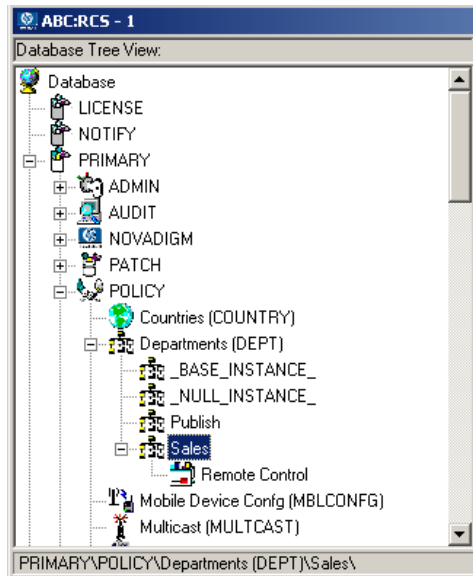 ABC:RCS - 1
Database Tree View:
Database
LICENSE
NOTIFY
PRIMARY
ADMIN
AUDIT
NOVADIGM
PATCH
POLICY
Countries (COUNTRY)
Departments (DEPT)
_BASE_INSTANCE_
_NULL_INSTANCE_
Publish
Sales
Remote Control
Mobile Device Confg (MBLCONFG)
Multicast (MULTCAST)
PRIMARY\POLICY\Departments (DEPT)\Sales\